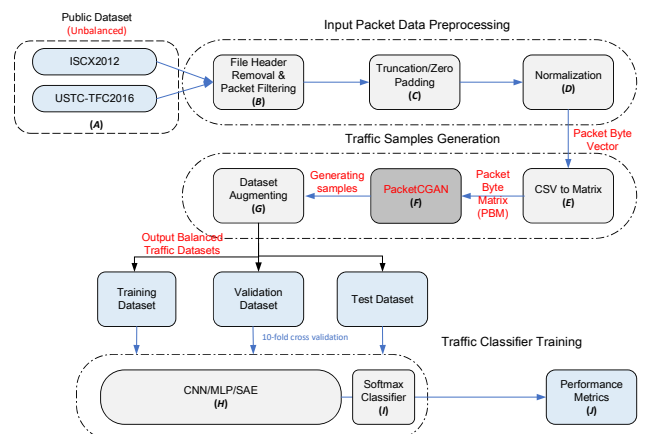 Public Dataset
(Unbalanced)
ISCX2012
USTC-TFC2016
(A)
Input Packet Data Preprocessing
File Header
Removal &
Packet Filtering
(B)
Truncation/Zero
Padding
(C)
Normalization
(D)
Packet Byte
Vector
Traffic Samples Generation
CSV to Matrix
(E)
Packet
Byte
Matrix
(PBM)
PacketCGAN
(F)
Generating
samples
Dataset
Augmenting
(G)
Output Balanced
Traffic Datasets
Training
Dataset
Validation
Dataset
Test Dataset
10-fold cross validation
Traffic Classifier Training
CNN/MLP/SAE
(H)
Softmax
Classifier
(I)
Performance
Metrics
(J)